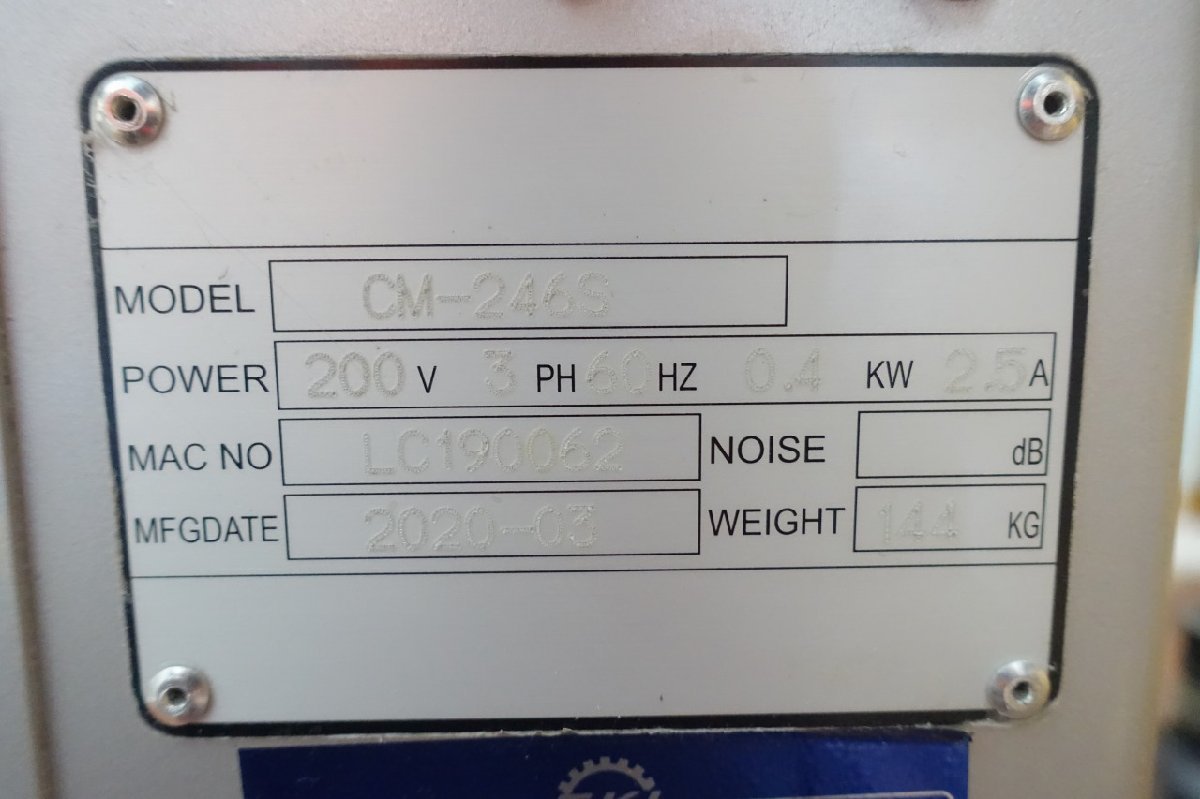 MODEL CM-246S
POWER 200 V 3 PH 60 HZ 0.4 KW 2.5 A
MAC NO LC190062 NOISE dB
MFGDATE 2020-03 WEIGHT 144 KG